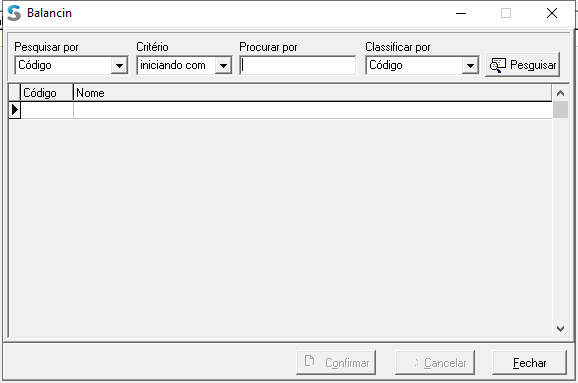 Balancin
Pesquisar por Critério Procurar por Classificar por
Código iniciando com Código Pesquisar
Código Nome
Confirmar Cancelar Fechar